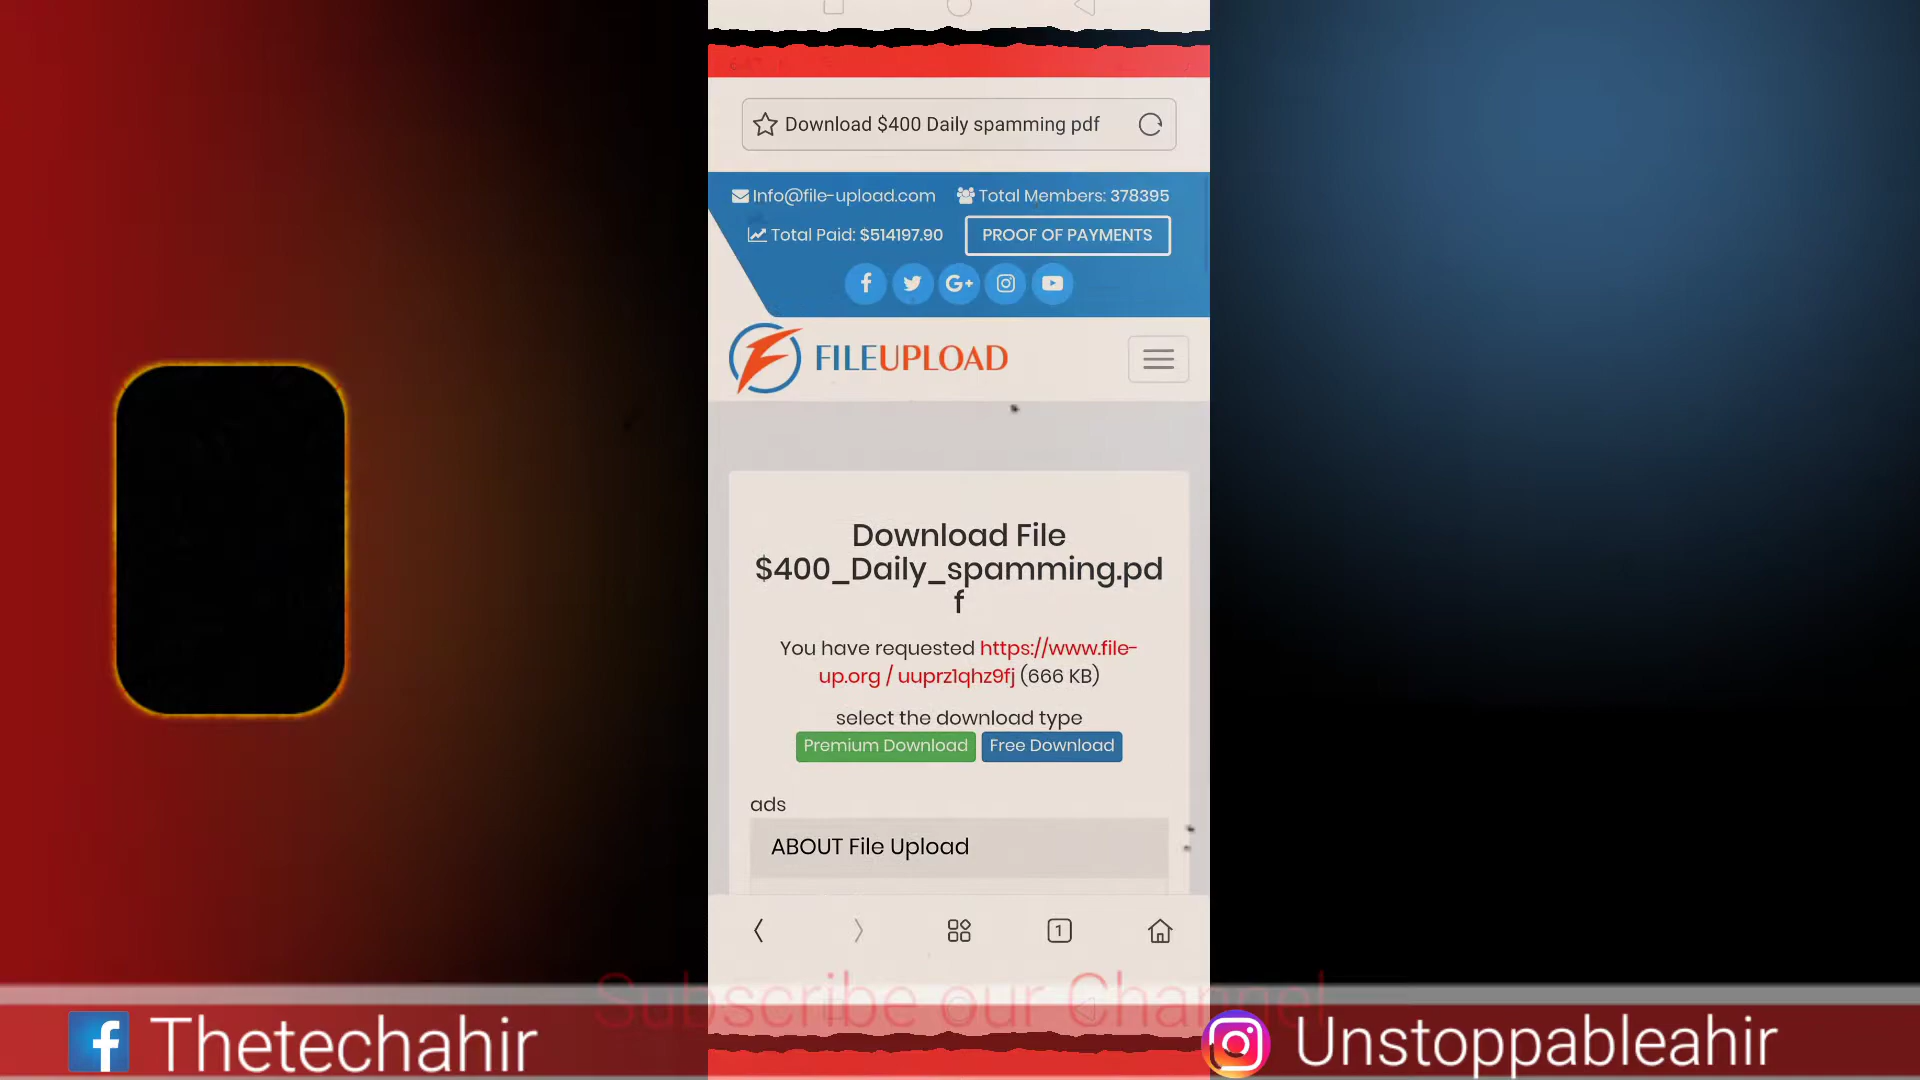 Download $400 Daily spamming pdf
Info@file-upload.com Total Members: 378395
Total Paid: $514197.90 PROOF OF PAYMENTS
FILEUPLOAD
Download File
$400_Daily_spamming.pd
f
You have requested https://www.file-
up.org / uuprz1qhz9fj (666 KB)
select the download type
Premium Download Free Download
ads
ABOUT File Upload
1
Subscribe our Channel
Thetechahir Unstoppableahir